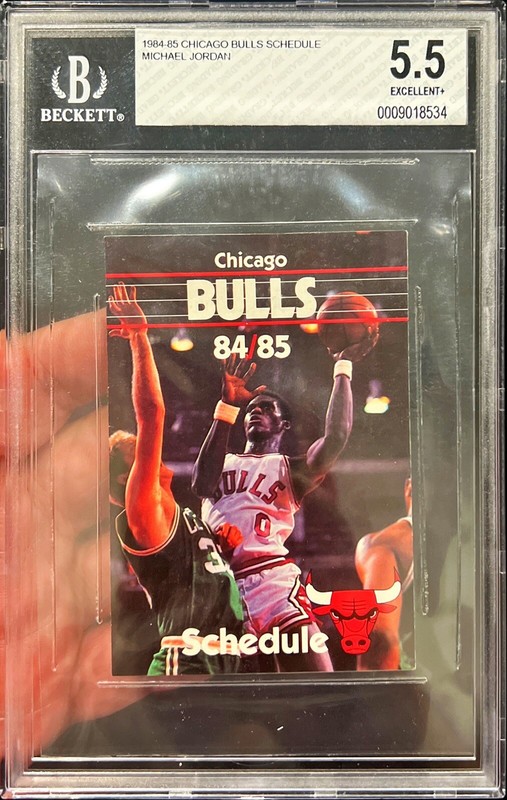 1984-85 CHICAGO BULLS SCHEDULE
MICHAEL JORDAN
B
BECKETT®
5.5
EXCELLENT+
0009018534
Chicago
BULLS
84/85
BULLS
0
3
Schedule